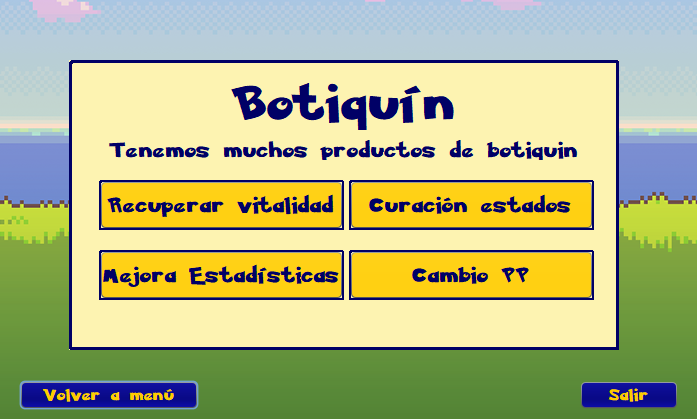 Botiquín
Tenemos muchos productos de botiquin
Recuperar vitalidad
Curación estados
Mejora Estadísticas
Cambio PP
Volver a menú
Salir